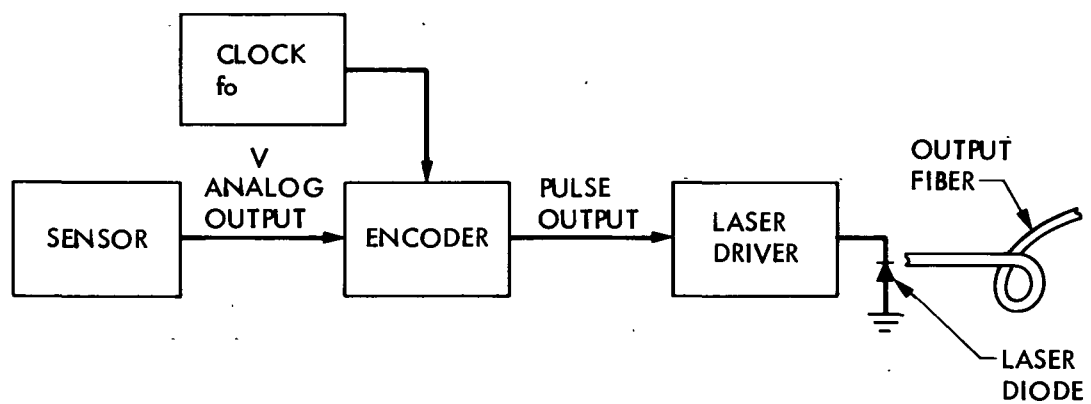 CLOCK
fo
V
ANALOG
OUTPUT
SENSOR
ENCODER
PULSE
OUTPUT
LASER
DRIVER
OUTPUT
FIBER
LASER
DIODE